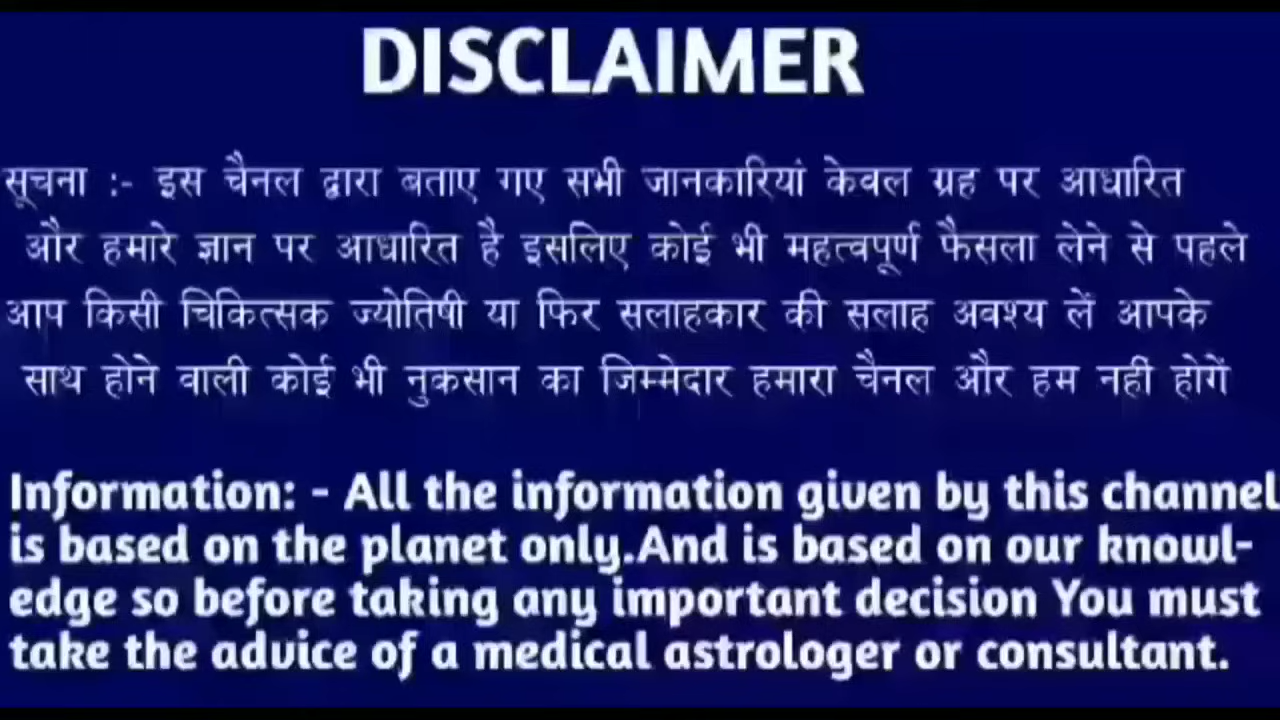 DISCLAIMER
सूचना :- इस चैनल द्वारा बताए गए सभी जानकारियां केवल ग्रह पर आधारित
और हमारे ज्ञान पर आधारित है इसलिए कोई भी महत्वपूर्ण फैसला लेने से पहले
आप किसी चिकित्सक ज्योतिषी या फिर सलाहकार की सलाह अवश्य लें आपके
साथ होने वाली कोई भी नुकसान का जिम्मेदार हमारा चैनल और हम नहीं होगें
Information: - All the information given by this channel
is based on the planet only.And is based on our knowl-
edge so before taking any important decision You must
take the advice of a medical astrologer or consultant.